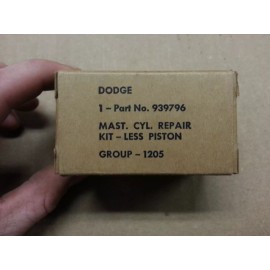 DODGE
1 - Part No. 939796
MAST. CYL. REPAIR
KIT - LESS PISTON
GROUP - 1205